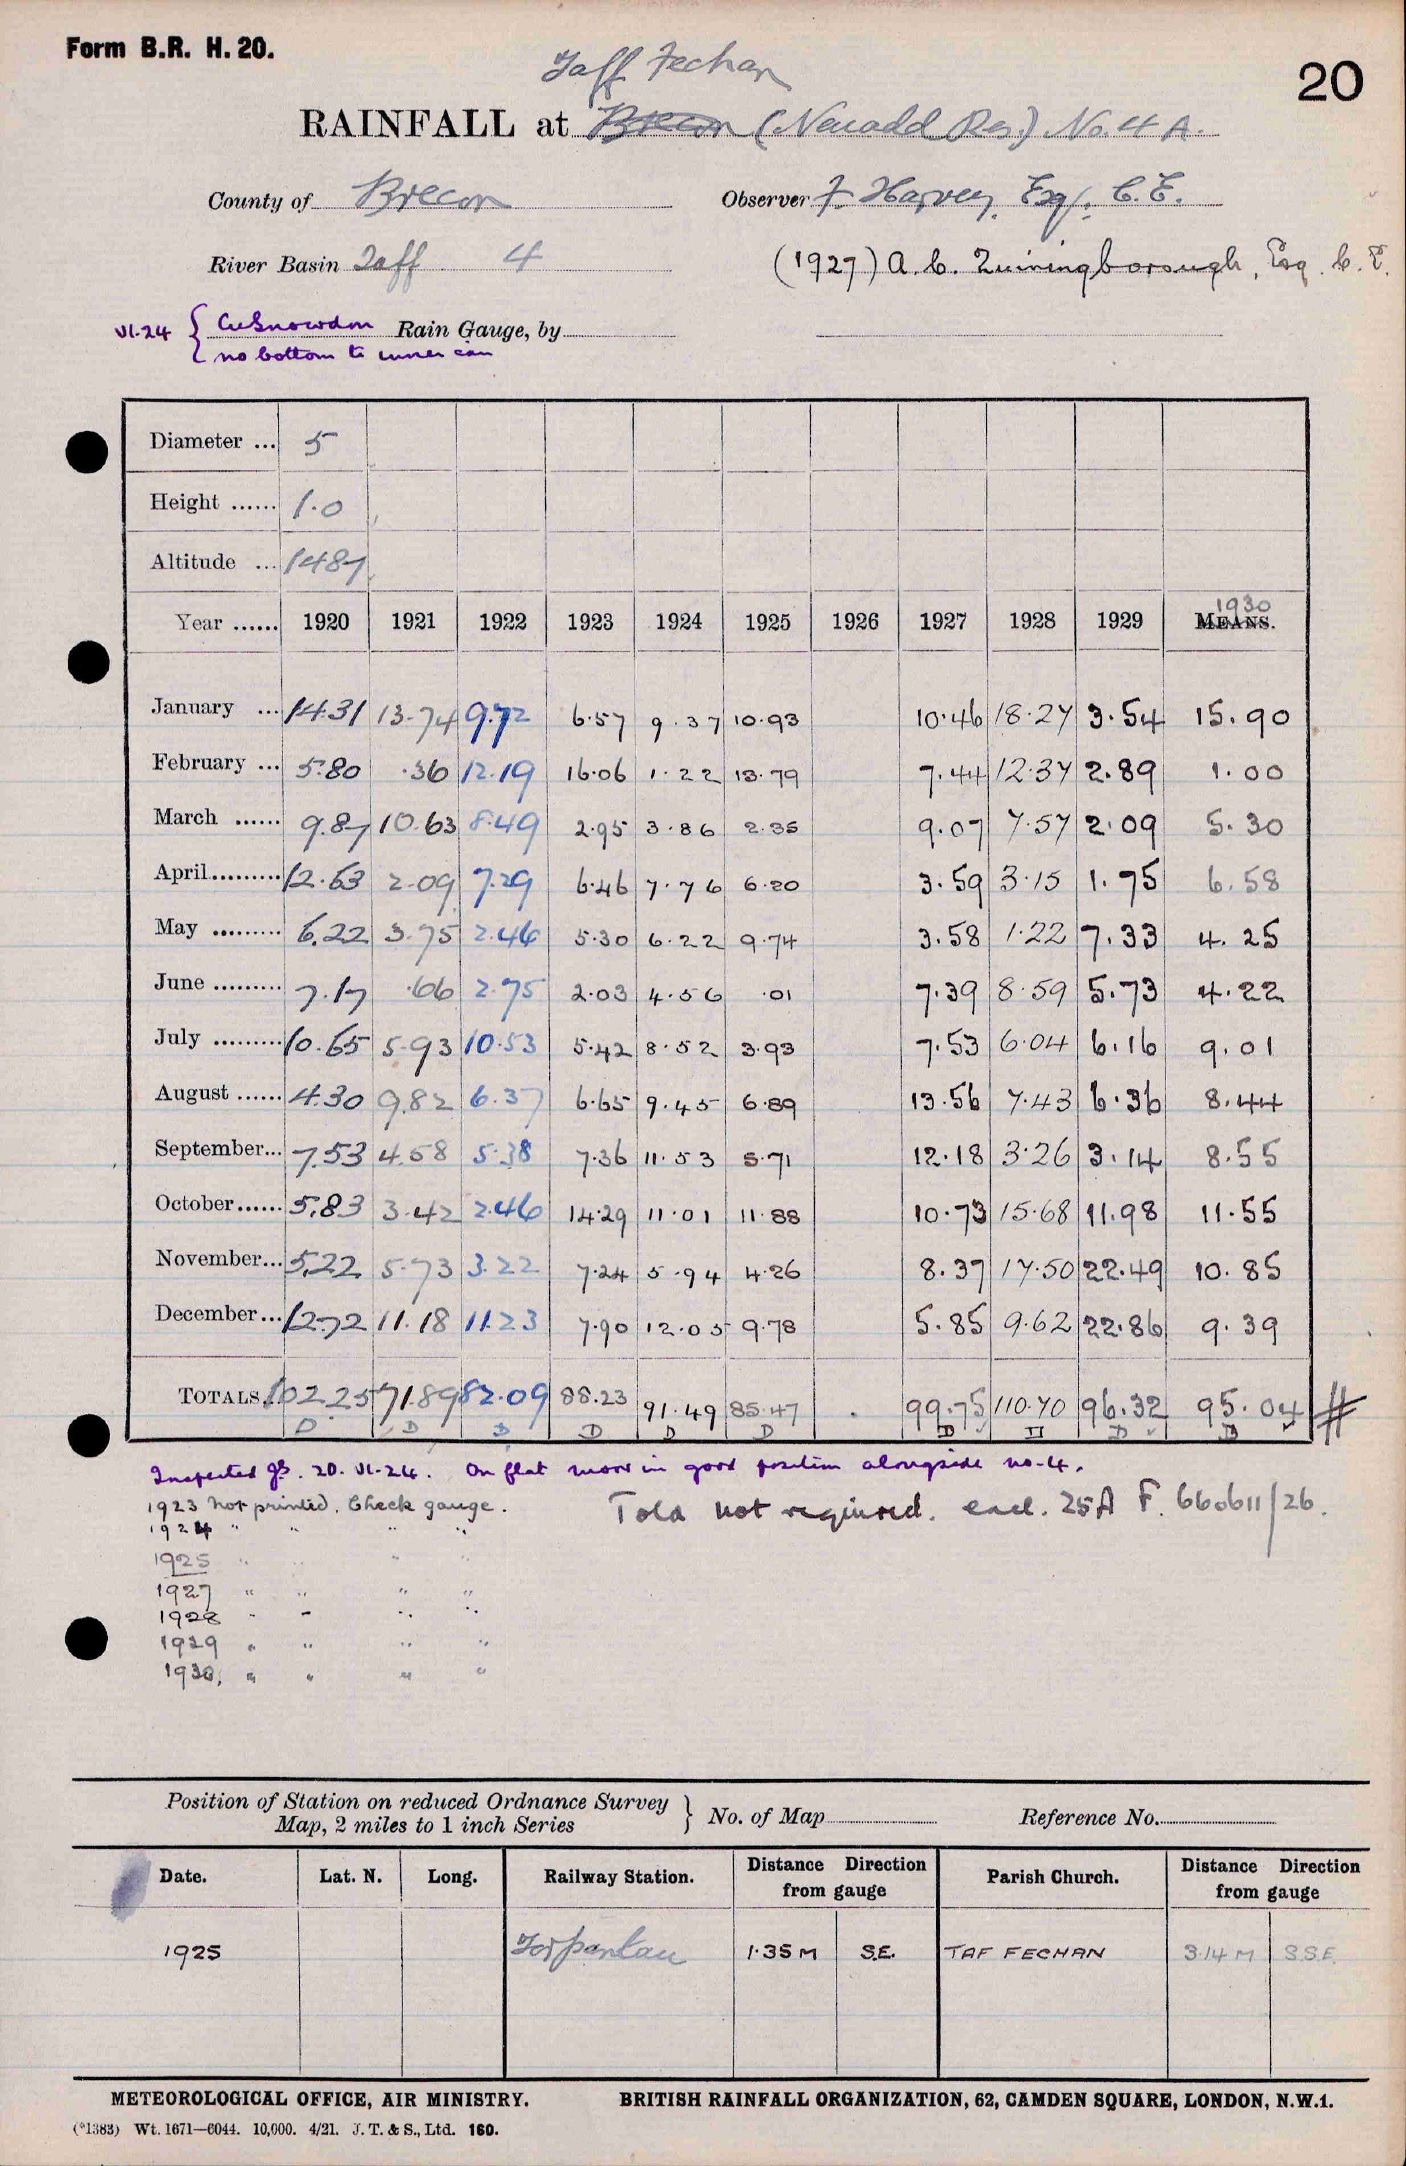 Form B.R. H. 20.
20
Taff Fechan
RAINFALL at Brecon (Neuadd Res.) No. 4 A.
County of Brecon Observer F. Harvey, Esq., C.E.
River Basin Taff 4 (1927) A. C. Twiningborough, Esq. C.E.
VI.24 { Cu Snowdon Rain Gauge, by
{ no bottom to inner can
Diameter ... 5
Height ...... 1.0
Altitude ... 1487
Year ...... 1920 1921 1922 1923 1924 1925 1926 1927 1928 1929 MEANS. 1930
January ... 14.31 13.74 9.72 6.57 9.37 10.93 10.46 18.27 3.54 15.90
February ... 5.80 .36 12.19 16.06 1.22 13.79 7.44 12.37 2.89 1.00
March ...... 9.87 10.63 8.49 2.95 3.86 2.35 9.07 7.57 2.09 5.30
April......... 12.63 2.09 7.29 6.46 7.76 6.20 3.59 3.15 1.75 6.58
May ......... 6.22 3.75 2.46 5.30 6.22 9.74 3.58 1.22 7.33 4.25
June ......... 7.17 .66 2.75 2.03 4.56 .01 7.39 8.59 5.73 4.22
July ......... 10.65 5.93 10.53 5.42 8.52 3.93 7.53 6.04 6.16 9.01
August ...... 4.30 9.82 6.37 6.65 9.45 6.89 13.56 7.43 6.36 8.44
September... 7.53 4.58 5.38 7.36 11.53 5.71 12.18 3.26 3.14 8.55
October...... 5.83 3.42 2.46 14.29 11.01 11.88 10.73 15.68 11.98 11.55
November... 5.22 5.73 3.22 7.24 5.94 4.26 8.37 17.50 22.49 10.85
December... 12.72 11.18 11.23 7.90 12.05 9.78 5.85 9.62 22.86 9.39
TOTALS. 102.25 71.89 82.09 88.23 91.49 85.47 . 99.75 110.70 96.32 95.04 #
D D D D D D D D D D
Inspected 20.VI.24. On flat moor in good position alongside no. 4.
1923 Not printed. Check gauge.
Told not required. encl. 25A F. 660611/26.
1924 " " " "
1925 " " " "
1927 " " " "
1928 " " " "
1929 " " " "
1930, " " " "
Position of Station on reduced Ordnance Survey
Map, 2 miles to 1 inch Series } No. of Map Reference No.
Date. Lat. N. Long. Railway Station. Distance Direction from gauge Parish Church. Distance Direction from gauge
1925 Torpantau 1.35 M S.E. TAF FECHAN 3.14 M S.S.E.
METEOROLOGICAL OFFICE, AIR MINISTRY. BRITISH RAINFALL ORGANIZATION, 62, CAMDEN SQUARE, LONDON, N.W.1.
(*1383) Wt. 1671—6044. 10,000. 4/21. J. T. & S., Ltd. 160.